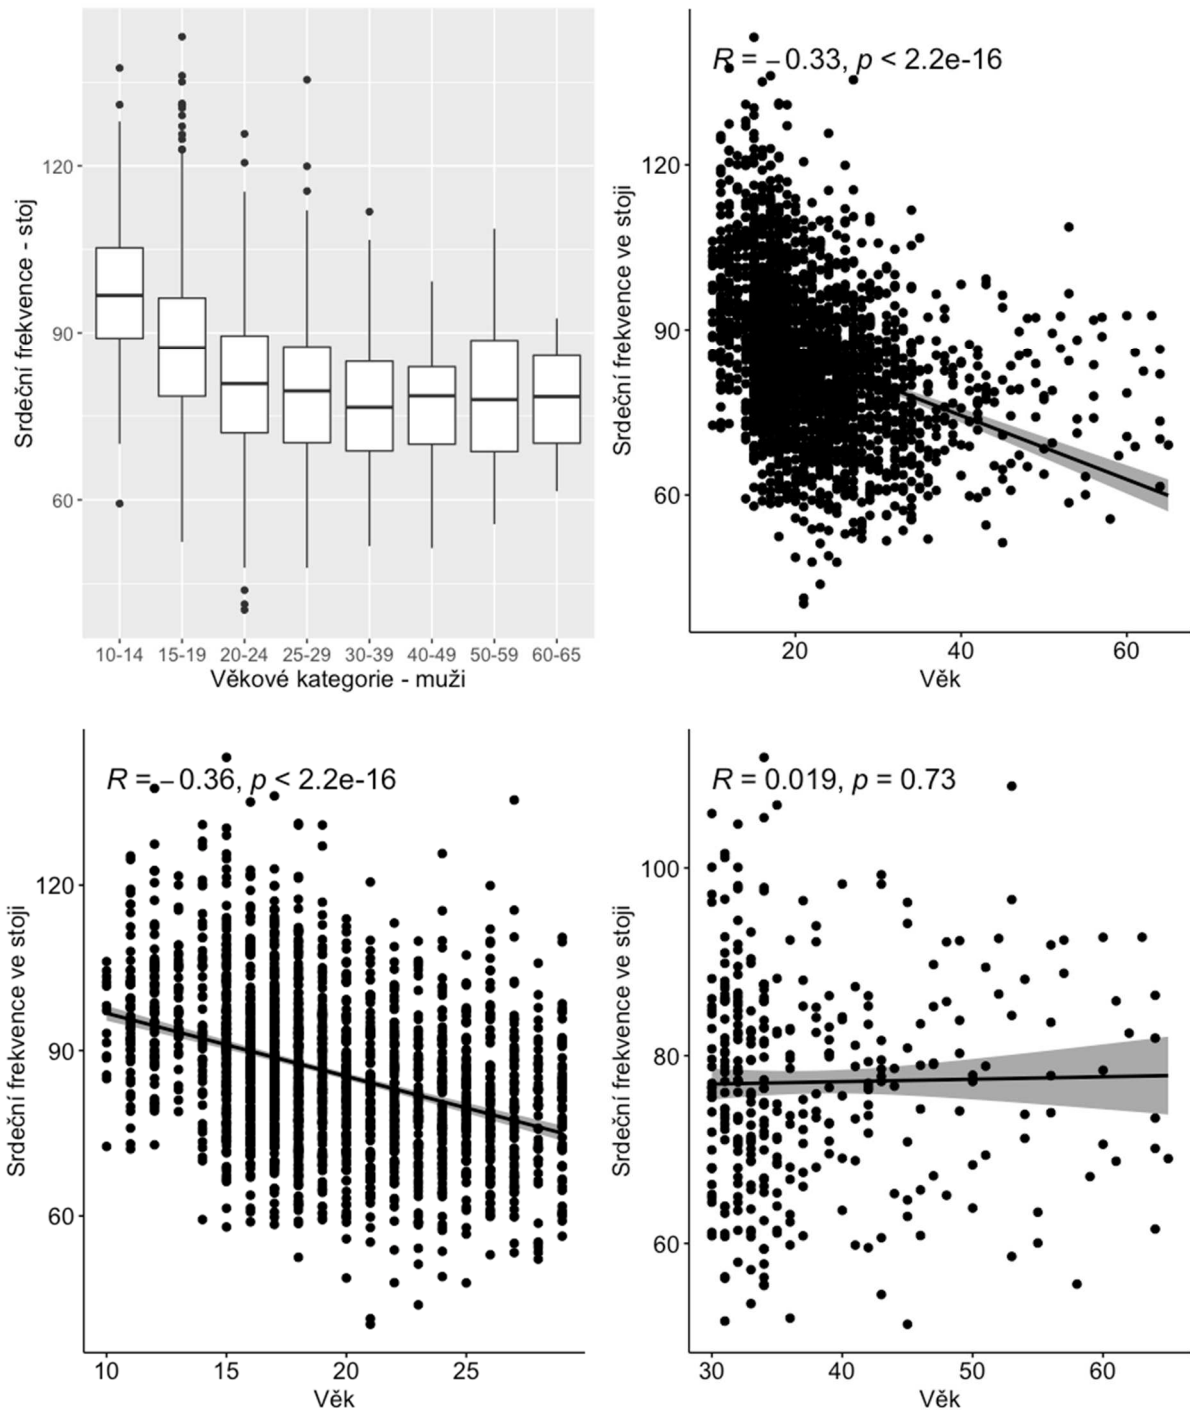 Srdeční frekvence - stoj
120
90
60
10-14 15-19 20-24 25-29 30-39 40-49 50-59 60-65
Věkové kategorie - muži
R = −0.33, p < 2.2e-16
Srdeční frekvence ve stoji
120
90
60
20 40 60
Věk
R = −0.36, p < 2.2e-16
Srdeční frekvence ve stoji
120
90
60
10 15 20 25
Věk
R = 0.019, p = 0.73
Srdeční frekvence ve stoji
100
80
60
30 40 50 60
Věk